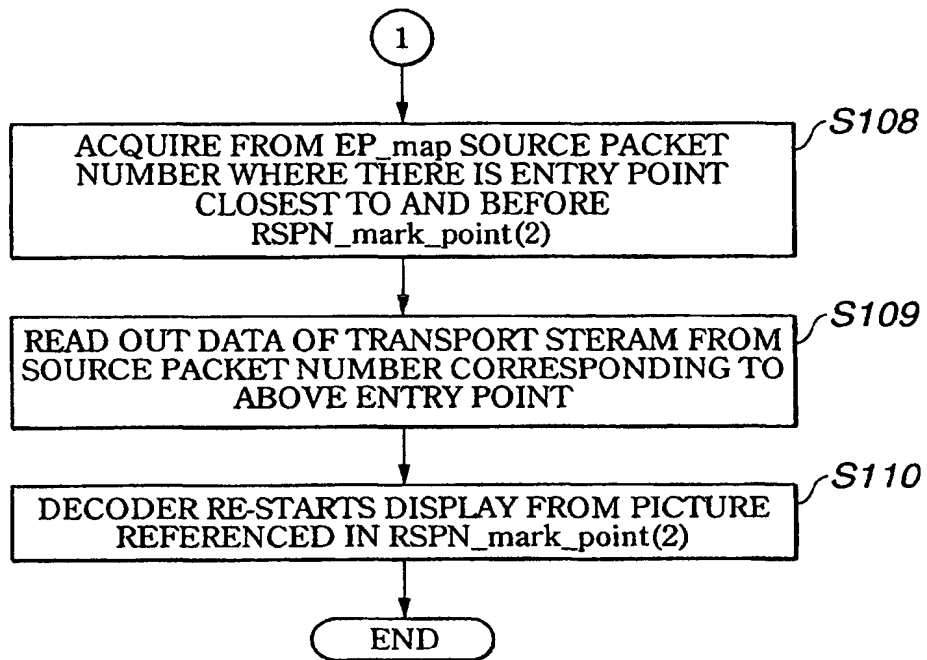 1
S108
ACQUIRE FROM EP_map SOURCE PACKET
NUMBER WHERE THERE IS ENTRY POINT
CLOSEST TO AND BEFORE
RSPN_mark_point(2)
S109
READ OUT DATA OF TRANSPORT STERAM FROM
SOURCE PACKET NUMBER CORRESPONDING TO
ABOVE ENTRY POINT
S110
DECODER RE-STARTS DISPLAY FROM PICTURE
REFERENCED IN RSPN_mark_point(2)
END